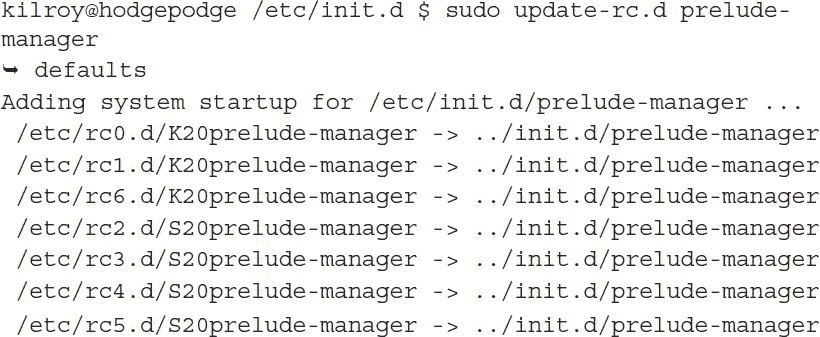 kilroy@hodgepodge /etc/init.d $ sudo update-rc.d prelude-
manager
➥ defaults
Adding system startup for /etc/init.d/prelude-manager ...
/etc/rc0.d/K20prelude-manager -> ../init.d/prelude-manager
/etc/rc1.d/K20prelude-manager -> ../init.d/prelude-manager
/etc/rc6.d/K20prelude-manager -> ../init.d/prelude-manager
/etc/rc2.d/S20prelude-manager -> ../init.d/prelude-manager
/etc/rc3.d/S20prelude-manager -> ../init.d/prelude-manager
/etc/rc4.d/S20prelude-manager -> ../init.d/prelude-manager
/etc/rc5.d/S20prelude-manager -> ../init.d/prelude-manager